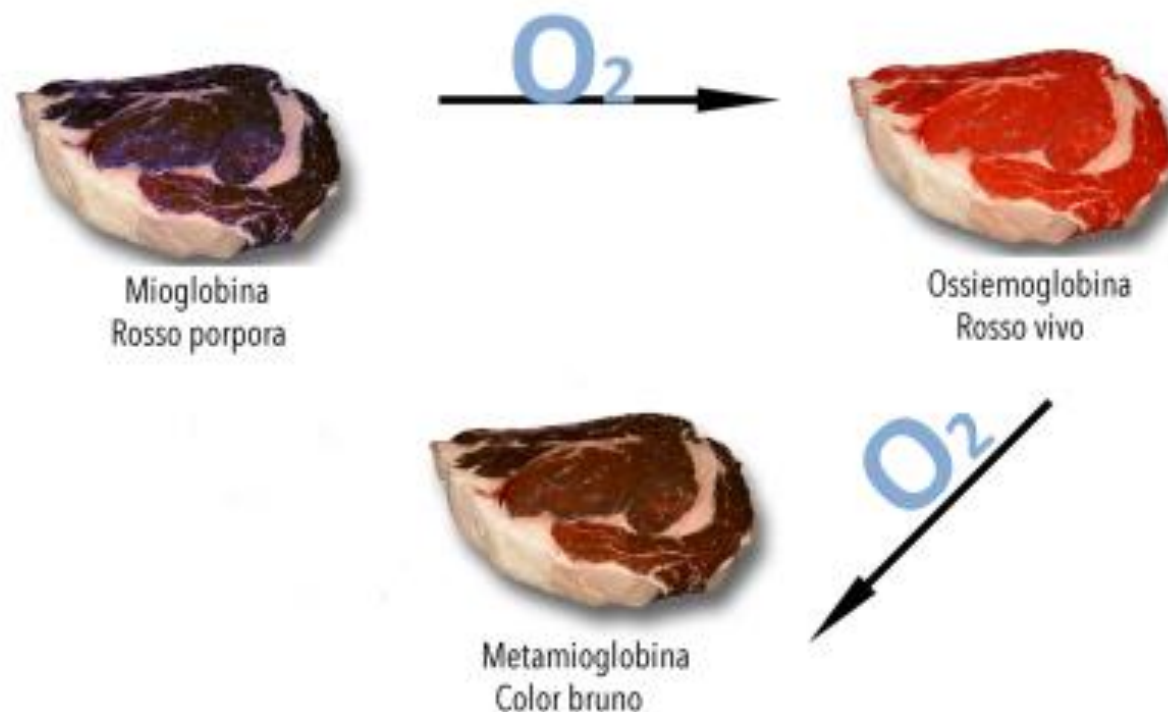 O2
Mioglobina
Rosso porpora
Ossiemoglobina
Rosso vivo
O2
Metamioglobina
Color bruno